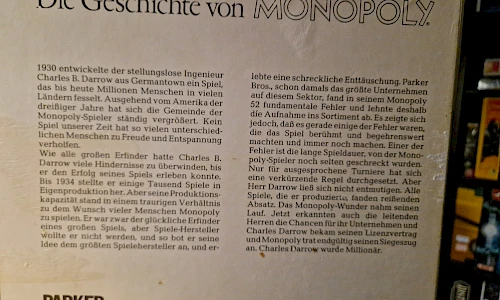 Die Geschichte von MONOPOLY.
1930 entwickelte der stellungslose Ingenieur
Charles B. Darrow aus Germantown ein Spiel,
das bis heute Millionen Menschen in vielen
Ländern fesselt. Ausgehend vom Amerika der
dreißiger Jahre hat sich die Gemeinde der
Monopoly-Spieler ständig vergrößert. Kein
Spiel unserer Zeit hat so vielen unterschied-
lichen Menschen zu Freude und Entspannung
verholfen.
Wie alle großen Erfinder hatte Charles B.
Darrow viele Hindernisse zu überwinden, bis
er den Erfolg seines Spiels erleben konnte.
Bis 1934 stellte er einige Tausend Spiele in
Eigenproduktion her. Aber seine Produktions-
kapazität stand in einem traurigen Verhältnis
zu dem Wunsch vieler Menschen Monopoly
zu spielen. Er war zwar der glückliche Erfinder
eines großen Spiels, aber Spiele-Hersteller
wollte er nicht werden, und so bot er seine
Idee dem größten Spielehersteller an, und er-
lebte eine schreckliche Enttäuschung. Parker
Bros., schon damals das größte Unternehmen
auf diesem Sektor, fand in seinem Monopoly
52 fundamentale Fehler und lehnte deshalb
die Aufnahme ins Sortiment ab. Es zeigte sich
jedoch, daß es gerade einige der Fehler waren,
die das Spiel berühmt und begehrenswert
machten und immer noch machen. Einer der
Fehler ist die lange Spieldauer, von der Mono-
poly-Spieler noch selten geschreckt wurden.
Nur für ausgesprochene Turniere hat sich
eine verkürzende Regel durchgesetzt. Aber
Herr Darrow ließ sich nicht entmutigen. Alle
Spiele, die er produzierte, fanden reißenden
Absatz. Das Monopoly-Wunder nahm seinen
Lauf. Jetzt erkannten auch die leitenden
Herren die Chancen für ihr Unternehmen und
Charles Darrow bekam seinen Lizenzvertrag
und Monopoly trat endgültig seinen Siegeszug
an. Charles Darrow wurde Millionär.
PARKER